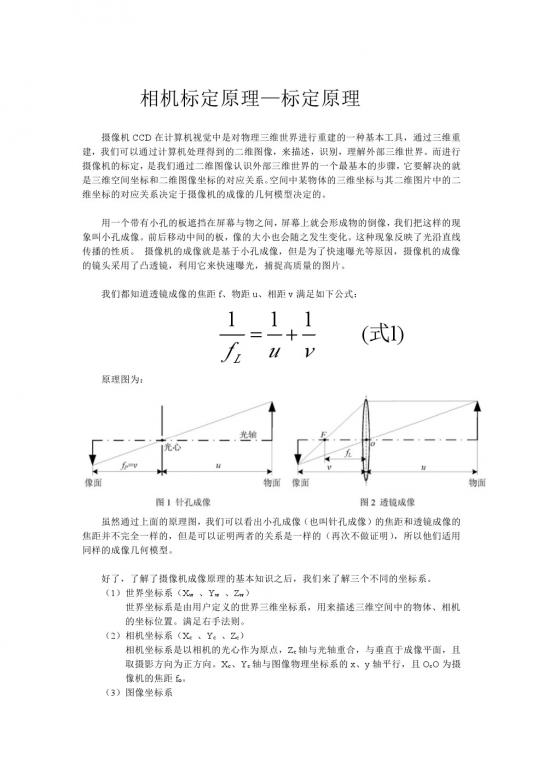 相机标定原理—标定原理
摄像机 CCD 在计算机视觉中是对物理三维世界进行重建的一种基本工具，通过三维重
建，我们可以通过计算机处理得到的二维图像，来描述，识别，理解外部三维世界。而进行
摄像机的标定，是我们通过二维图像认识外部三维世界的一个最基本的步骤，它要解决的就
是三维空间坐标和二维图像坐标的对应关系。空间中某物体的三维坐标与其二维图片中的二
维坐标的对应关系决定于摄像机的成像的几何模型决定的。
用一个带有小孔的板遮挡在屏幕与物之间，屏幕上就会形成物的倒像，我们把这样的现
象叫小孔成像。前后移动中间的板，像的大小也会随之发生变化。这种现象反映了光沿直线
传播的性质。 摄像机的成像就是基于小孔成像，但是为了快速曝光等原因，摄像机的成像
的镜头采用了凸透镜，利用它来快速曝光，捕捉高质量的图片。
我们都知道透镜成像的焦距 f、物距 u、相距 v 满足如下公式：
1/f_L = 1/u + 1/v (式1)
原理图为：
光心 光轴
f_P=v u
像面 物面
图 1 针孔成像
F o
f_L
v u
像面 物面
图 2 透镜成像
虽然通过上面的原理图，我们可以看出小孔成像（也叫针孔成像）的焦距和透镜成像的
焦距并不完全一样的，但是可以证明两者的关系是一样的（再次不做证明），所以他们适用
同样的成像几何模型。
好了，了解了摄像机成像原理的基本知识之后，我们来了解三个不同的坐标系。
（1）世界坐标系（Xw 、Yw 、Zw）
世界坐标系是由用户定义的世界三维坐标系，用来描述三维空间中的物体、相机
的坐标位置。满足右手法则。
（2）相机坐标系（Xc 、Yc 、Zc）
相机坐标系是以相机的光心作为原点，Zc 轴与光轴重合，与垂直于成像平面，且
取摄影方向为正方向。Xc、Yc 轴与图像物理坐标系的 x、y 轴平行，且 OcO 为摄
像机的焦距
（3）图像坐标系